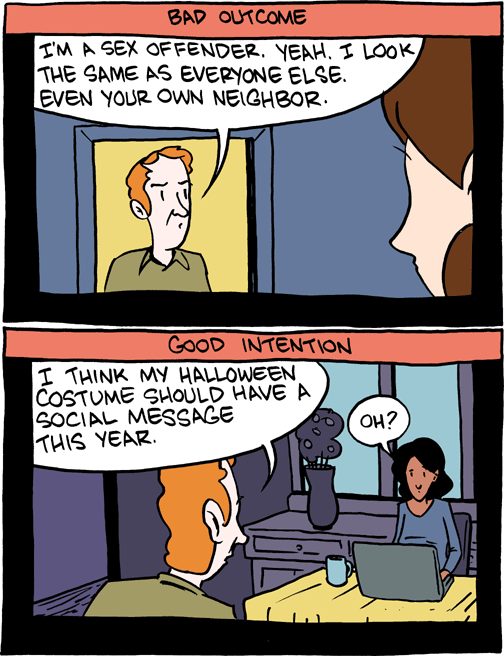 BAD OUTCOME
I'M A SEX OFFENDER. YEAH. I LOOK
THE SAME AS EVERYONE ELSE.
EVEN YOUR OWN NEIGHBOR.
GOOD INTENTION
I THINK MY HALLOWEEN
COSTUME SHOULD HAVE A
SOCIAL MESSAGE
THIS YEAR.
OH?